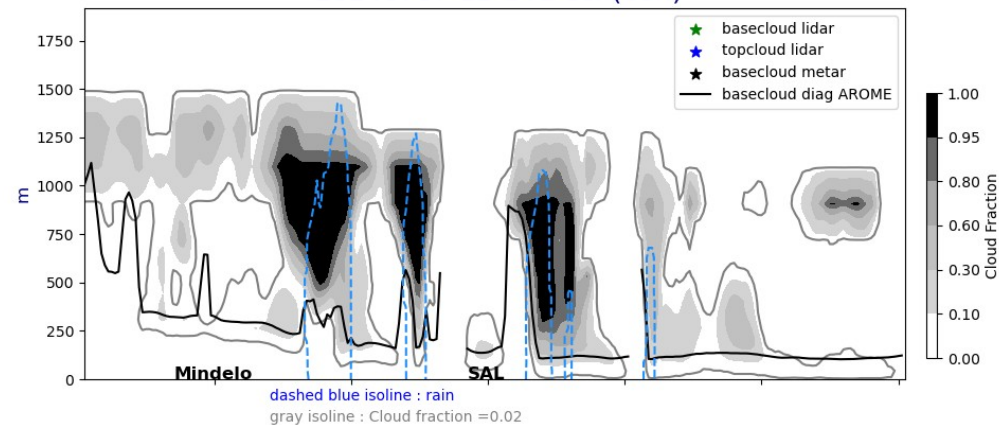 basecloud lidar
topcloud lidar
basecloud metar
basecloud diag AROME
1750
1500
1250
1000
750
500
250
0
m
Mindelo
SAL
1.00
0.95
0.80
0.60
0.30
0.10
0.00
Cloud Fraction
dashed blue isoline : rain
gray isoline : Cloud fraction =0.02